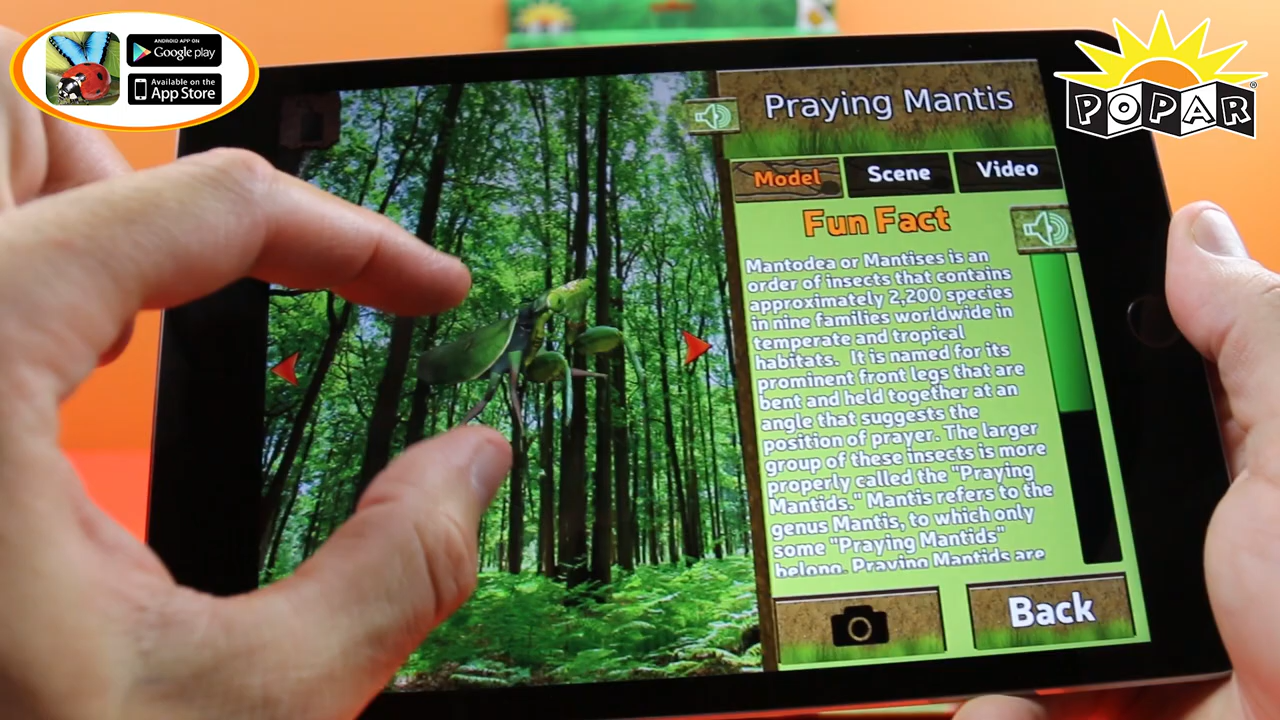 ANDROID APP ON
Google play
Available on the
App Store
POPAR®
Praying Mantis
Model
Scene
Video
Fun Fact
Mantodea or Mantises is an
order of insects that contains
approximately 2,200 species
in nine families worldwide in
temperate and tropical
habitats. It is named for its
prominent front legs that are
bent and held together at an
angle that suggests the
position of prayer. The larger
group of these insects is more
properly called the "Praying
Mantids." Mantis refers to the
genus Mantis, to which only
some "Praying Mantids"
belong. Praying Mantids are
Back